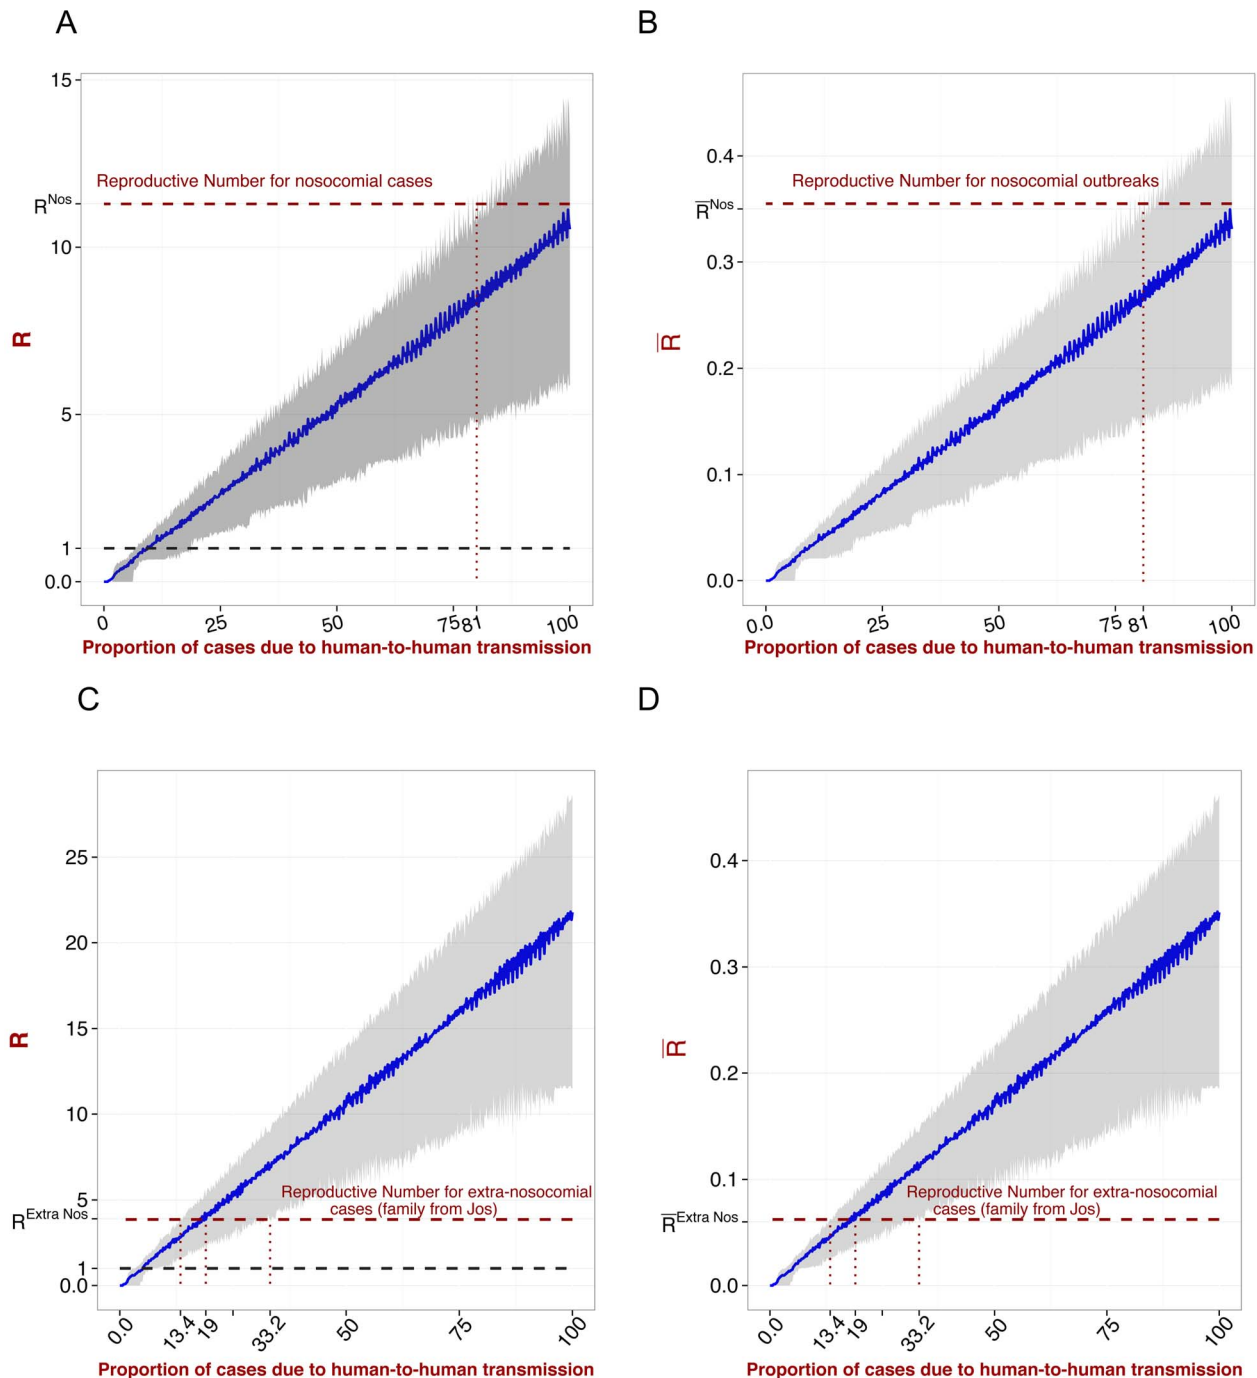 A
15
Reproductive Number for nosocomial cases
R^Nos
10
R
5
1
0.0
0 25 50 75 81 100
Proportion of cases due to human-to-human transmission
B
0.4
Reproductive Number for nosocomial outbreaks
R̅^Nos
0.3
R̅
0.2
0.1
0.0
0.0 25 50 75 81 100
Proportion of cases due to human-to-human transmission
C
25
20
15
R
10
5
Reproductive Number for extra-nosocomial
cases (family from Jos)
R^Extra Nos
1
0.0
0.0 13.4 19 33.2 50 75 100
Proportion of cases due to human-to-human transmission
D
0.4
0.3
R̅
0.2
0.1
Reproductive Number for extra-nosocomial
cases (family from Jos)
R̅^Extra Nos
0.0
0.0 13.4 19 33.2 50 75 100
Proportion of cases due to human-to-human transmission